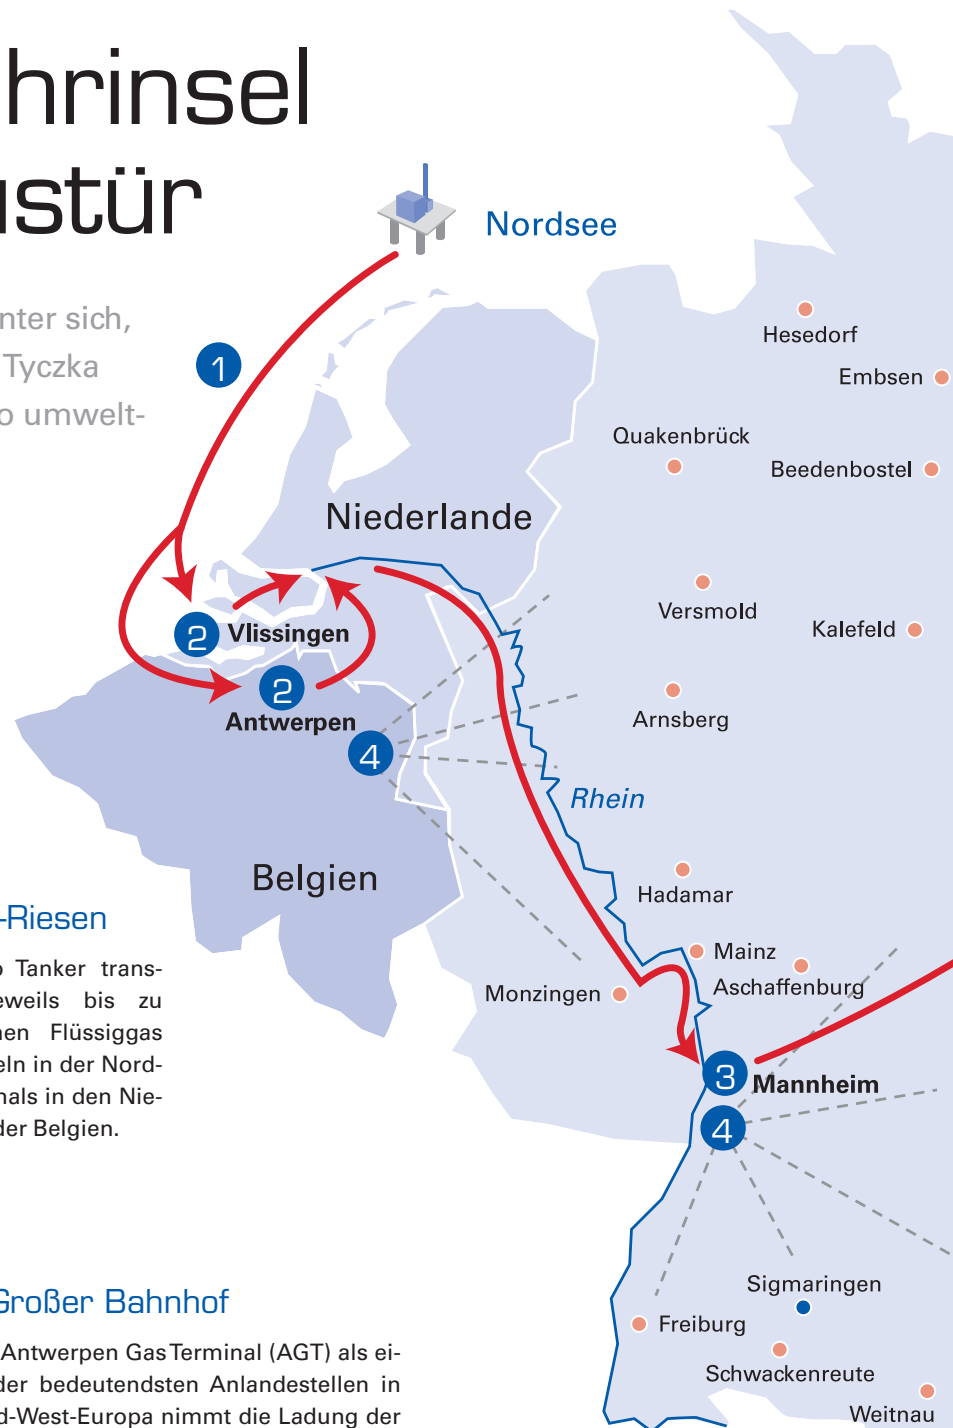 hrinsel
ustür
Nordsee
nter sich,
Tyczka
o umwelt-
1
Hesedorf
Embsen
Quakenbrück
Beedenbostel
Niederlande
Versmold
Kalefeld
2 Vlissingen
2
Antwerpen
Arnsberg
4
Rhein
Belgien
Hadamar
-Riesen
Mainz
Aschaffenburg
Monzingen
o Tanker trans-
eweils bis zu
nen Flüssiggas
eln in der Nord-
nals in den Nie-
der Belgien.
3 Mannheim
4
Sigmaringen
Freiburg
Schwackenreute
Weitnau
Großer Bahnhof
Antwerpen Gas Terminal (AGT) als ei-
der bedeutendsten Anlandestellen in
d-West-Europa nimmt die Ladung der